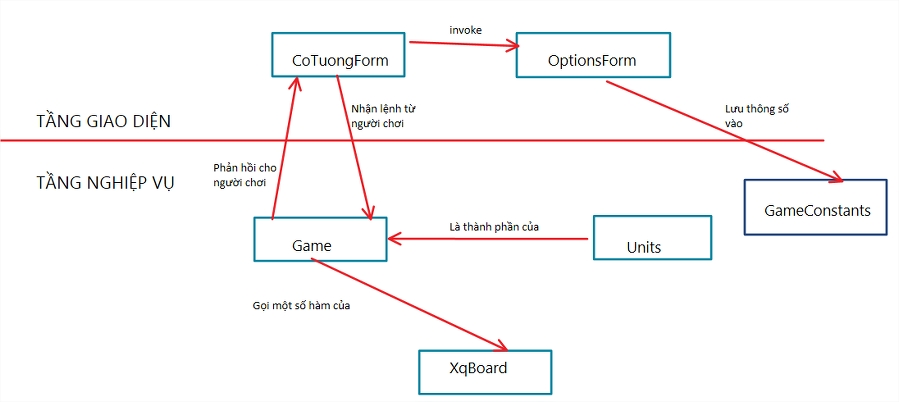 invoke
CoTuongForm
OptionsForm
Nhận lệnh từ
người chơi
Lưu thông số
vào
TẦNG GIAO DIỆN
Phản hồi cho
người chơi
TẦNG NGHIỆP VỤ
GameConstants
Là thành phần của
Game
Units
Gọi một số hàm của
XqBoard